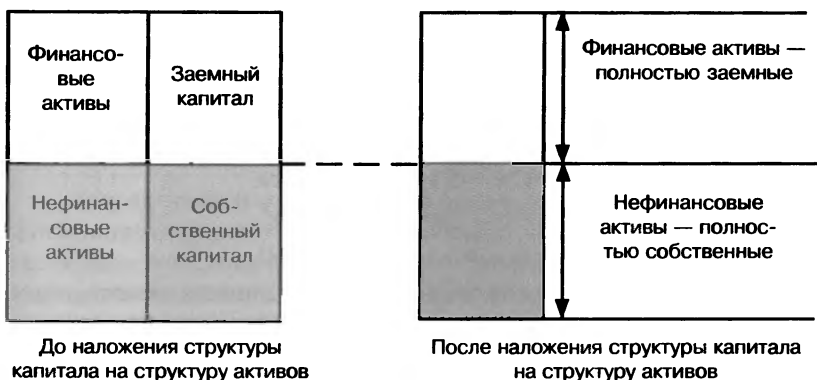 Финансо-
вые
активы
Заемный
капитал
Нефинан-
совые
активы
Соб-
ственный
капитал
До наложения структуры
капитала на структуру активов
Финансовые активы —
полностью заемные
Нефинансовые
активы — полнос-
тью собственные
После наложения структуры капитала
на структуру активов